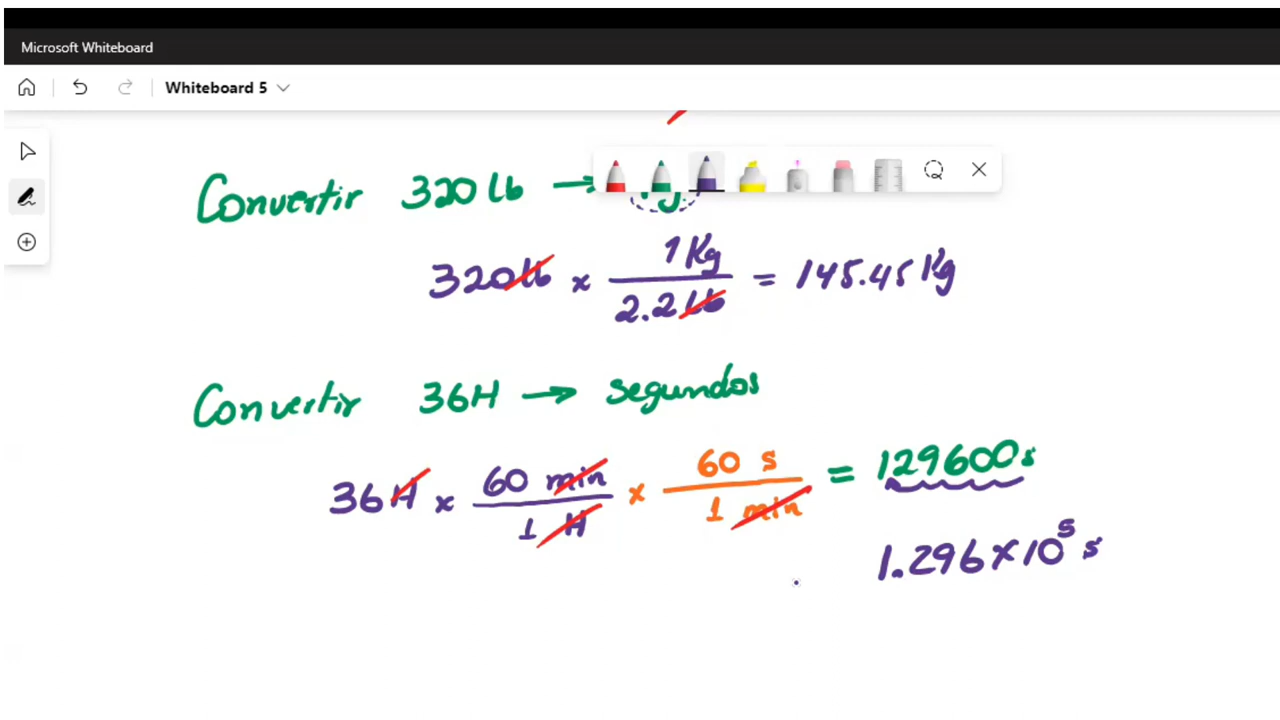 Microsoft Whiteboard
Whiteboard 5
Convertir 320 lb →
320 lb × 1 Kg / 2.2 Lb = 145.45 Kg
Convertir 36H → segundos
36 H × 60 min / 1 H × 60 s / 1 min = 129600 s
1.296 × 10⁵ s